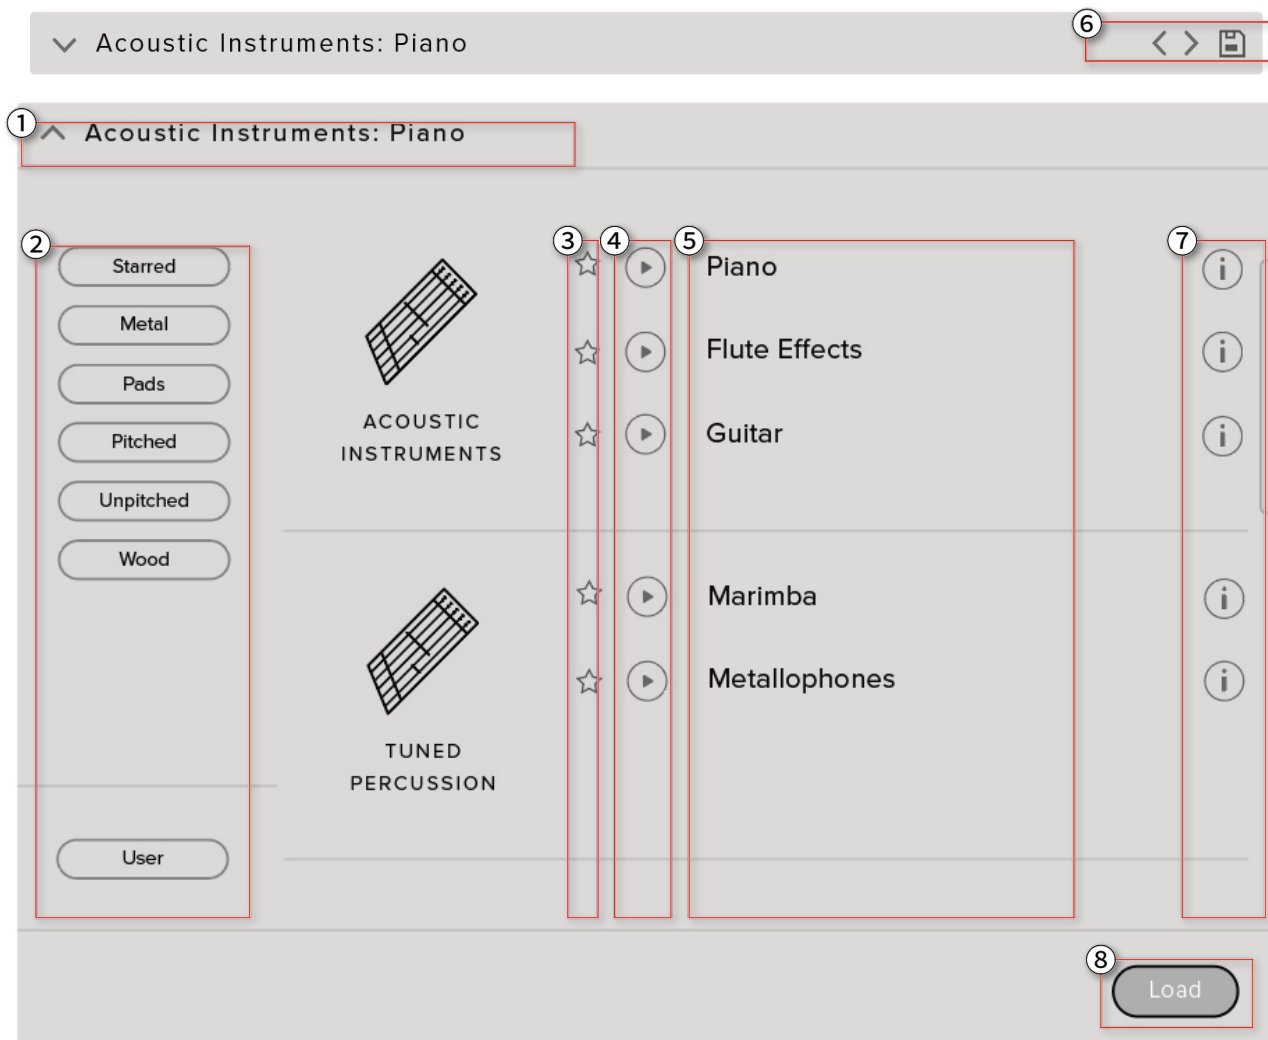 6
Acoustic Instruments: Piano
1
Acoustic Instruments: Piano
2
3
4
5
7
Starred
Metal
Pads
Pitched
Unpitched
Wood
User
ACOUSTIC
INSTRUMENTS
Piano
i
Flute Effects
i
Guitar
i
TUNED
PERCUSSION
Marimba
i
Metallophones
i
8
Load